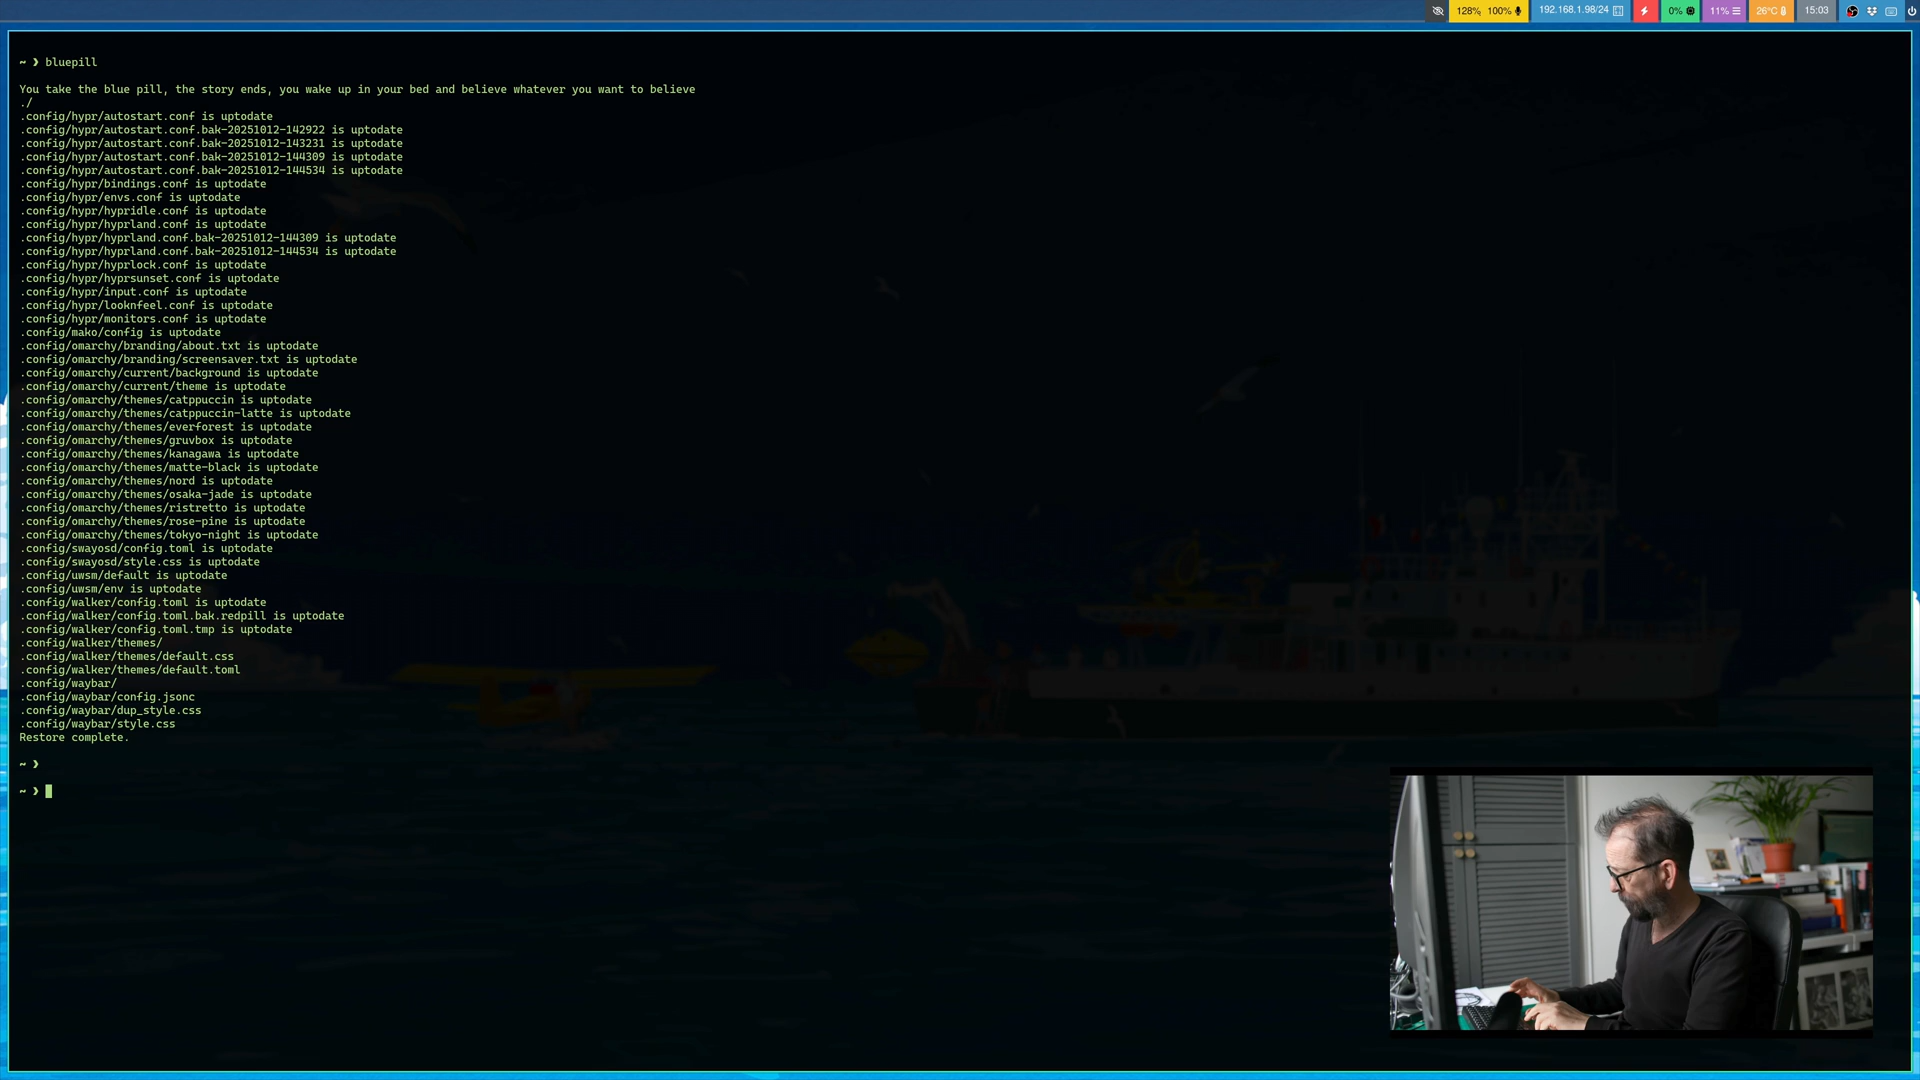 128% 100% 192.168.1.98/24 0% 11% 26°C 15:03
~ ❯ bluepill
You take the blue pill, the story ends, you wake up in your bed and believe whatever you want to believe
./
.config/hypr/autostart.conf is uptodate
.config/hypr/autostart.conf.bak-20251012-142922 is uptodate
.config/hypr/autostart.conf.bak-20251012-143231 is uptodate
.config/hypr/autostart.conf.bak-20251012-144309 is uptodate
.config/hypr/autostart.conf.bak-20251012-144534 is uptodate
.config/hypr/bindings.conf is uptodate
.config/hypr/envs.conf is uptodate
.config/hypr/hypridle.conf is uptodate
.config/hypr/hyprland.conf is uptodate
.config/hypr/hyprland.conf.bak-20251012-144309 is uptodate
.config/hypr/hyprland.conf.bak-20251012-144534 is uptodate
.config/hypr/hyprlock.conf is uptodate
.config/hypr/hyprsunset.conf is uptodate
.config/hypr/input.conf is uptodate
.config/hypr/looknfeel.conf is uptodate
.config/hypr/monitors.conf is uptodate
.config/mako/config is uptodate
.config/omarchy/branding/about.txt is uptodate
.config/omarchy/branding/screensaver.txt is uptodate
.config/omarchy/current/background is uptodate
.config/omarchy/current/theme is uptodate
.config/omarchy/themes/catppuccin is uptodate
.config/omarchy/themes/catppuccin-latte is uptodate
.config/omarchy/themes/everforest is uptodate
.config/omarchy/themes/gruvbox is uptodate
.config/omarchy/themes/kanagawa is uptodate
.config/omarchy/themes/matte-black is uptodate
.config/omarchy/themes/nord is uptodate
.config/omarchy/themes/osaka-jade is uptodate
.config/omarchy/themes/ristretto is uptodate
.config/omarchy/themes/rose-pine is uptodate
.config/omarchy/themes/tokyo-night is uptodate
.config/swayosd/config.toml is uptodate
.config/swayosd/style.css is uptodate
.config/uwsm/default is uptodate
.config/uwsm/env is uptodate
.config/walker/config.toml is uptodate
.config/walker/config.toml.bak.redpill is uptodate
.config/walker/config.toml.tmp is uptodate
.config/walker/themes/
.config/walker/themes/default.css
.config/walker/themes/default.toml
.config/waybar/
.config/waybar/config.jsonc
.config/waybar/dup_style.css
.config/waybar/style.css
Restore complete.
~ ❯
~ ❯